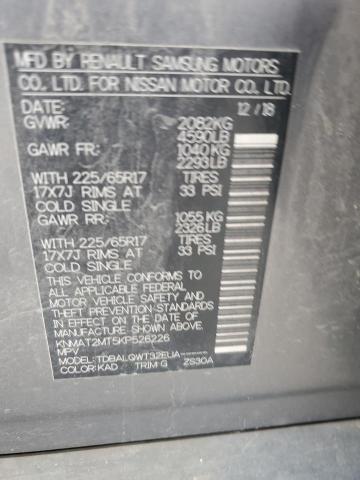 MFD BY RENAULT SAMSUNG MOTORS
CO. LTD. FOR NISSAN MOTOR CO. LTD.
DATE: 12 / 18
GVWR: 2082KG
4590LB
GAWR FR: 1040 KG
2293LB
WITH 225/65R17 TIRES
17X7J RIMS AT 33 PSI
COLD SINGLE
GAWR RR: 1055 KG
2326LB
WITH 225/65R17 TIRES
17X7J RIMS AT 33 PSI
COLD SINGLE
THIS VEHICLE CONFORMS TO
ALL APPLICABLE FEDERAL
MOTOR VEHICLE SAFETY AND
THEFT PREVENTION STANDARDS
IN EFFECT ON THE DATE OF
MANUFACTURE SHOWN ABOVE
KNMAT2MT5KP526226
MPV
MODEL: TDBALQWT32EUA
COLOR: KAD TRIM: G ZS30A